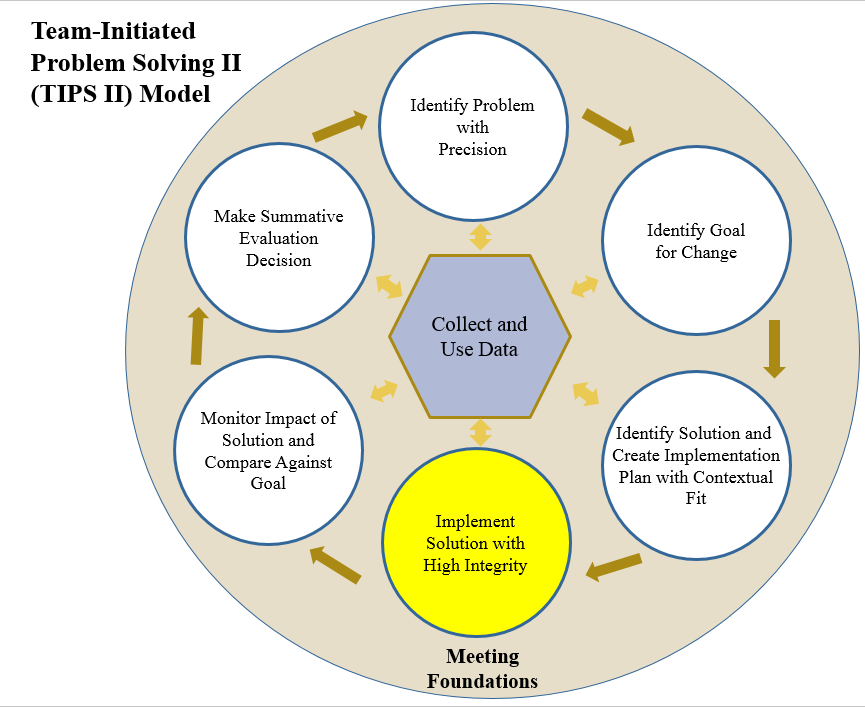 Team-Initiated
Problem Solving II
(TIPS II) Model
Identify Problem
with
Precision
Identify Goal
for Change
Identify Solution and
Create Implementation
Plan with Contextual
Fit
Implement
Solution with
High Integrity
Monitor Impact of
Solution and
Compare Against
Goal
Make Summative
Evaluation
Decision
Collect and
Use Data
Meeting
Foundations